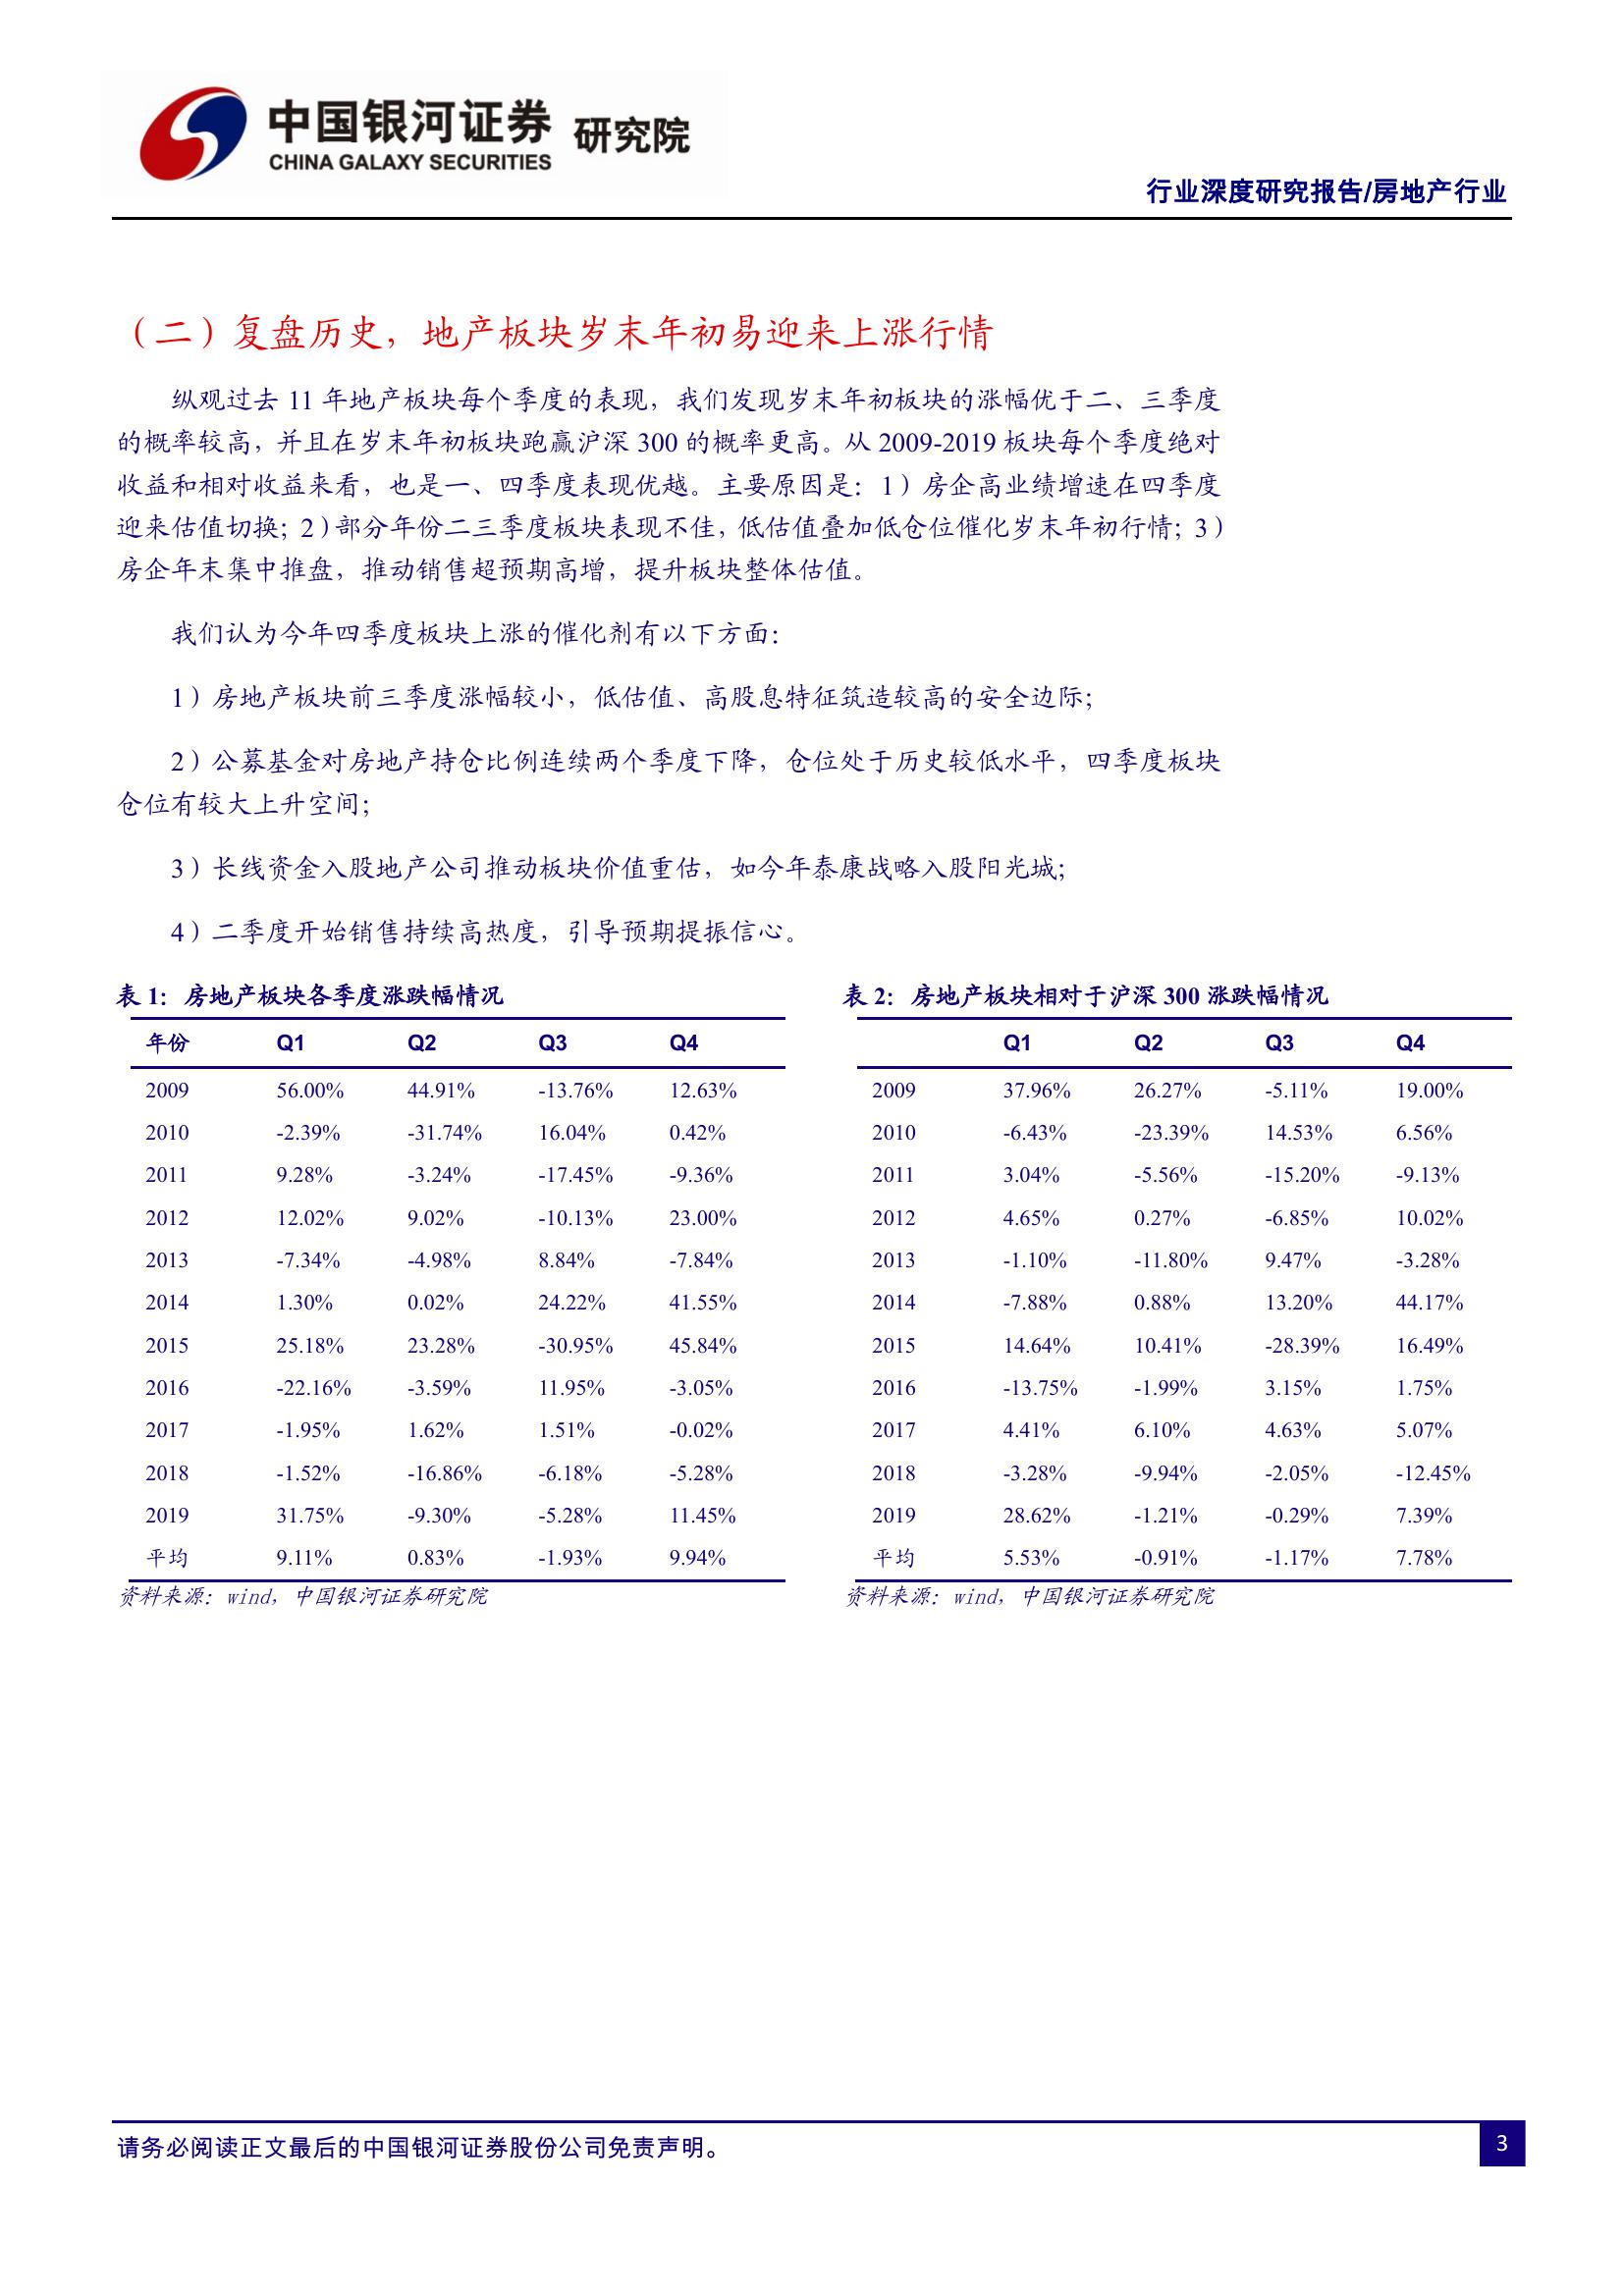 中国银河证券 研究院
CHINA GALAXY SECURITIES
行业深度研究报告/房地产行业
（二）复盘历史，地产板块岁末年初易迎来上涨行情
纵观过去 11 年地产板块每个季度的表现，我们发现岁末年初板块的涨幅优于二、三季度
的概率较高，并且在岁末年初板块跑赢沪深 300 的概率更高。从 2009-2019 板块每个季度绝对
收益和相对收益来看，也是一、四季度表现优越。主要原因是：1）房企高业绩增速在四季度
迎来估值切换；2）部分年份二三季度板块表现不佳，低估值叠加低仓位催化岁末年初行情；3）
房企年末集中推盘，推动销售超预期高增，提升板块整体估值。
我们认为今年四季度板块上涨的催化剂有以下方面：
1）房地产板块前三季度涨幅较小，低估值、高股息特征筑造较高的安全边际；
2）公募基金对房地产持仓比例连续两个季度下降，仓位处于历史较低水平，四季度板块
仓位有较大上升空间；
3）长线资金入股地产公司推动板块价值重估，如今年泰康战略入股阳光城；
4）二季度开始销售持续高热度，引导预期提振信心。
表 1：房地产板块各季度涨跌幅情况
年份 Q1 Q2 Q3 Q4
2009 56.00% 44.91% -13.76% 12.63%
2010 -2.39% -31.74% 16.04% 0.42%
2011 9.28% -3.24% -17.45% -9.36%
2012 12.02% 9.02% -10.13% 23.00%
2013 -7.34% -4.98% 8.84% -7.84%
2014 1.30% 0.02% 24.22% 41.55%
2015 25.18% 23.28% -30.95% 45.84%
2016 -22.16% -3.59% 11.95% -3.05%
2017 -1.95% 1.62% 1.51% -0.02%
2018 -1.52% -16.86% -6.18% -5.28%
2019 31.75% -9.30% -5.28% 11.45%
平均 9.11% 0.83% -1.93% 9.94%
资料来源：wind，中国银河证券研究院
表 2：房地产板块相对于沪深 300 涨跌幅情况
Q1 Q2 Q3 Q4
2009 37.96% 26.27% -5.11% 19.00%
2010 -6.43% -23.39% 14.53% 6.56%
2011 3.04% -5.56% -15.20% -9.13%
2012 4.65% 0.27% -6.85% 10.02%
2013 -1.10% -11.80% 9.47% -3.28%
2014 -7.88% 0.88% 13.20% 44.17%
2015 14.64% 10.41% -28.39% 16.49%
2016 -13.75% -1.99% 3.15% 1.75%
2017 4.41% 6.10% 4.63% 5.07%
2018 -3.28% -9.94% -2.05% -12.45%
2019 28.62% -1.21% -0.29% 7.39%
平均 5.53% -0.91% -1.17% 7.78%
资料来源：wind，中国银河证券研究院
请务必阅读正文最后的中国银河证券股份公司免责声明。
3